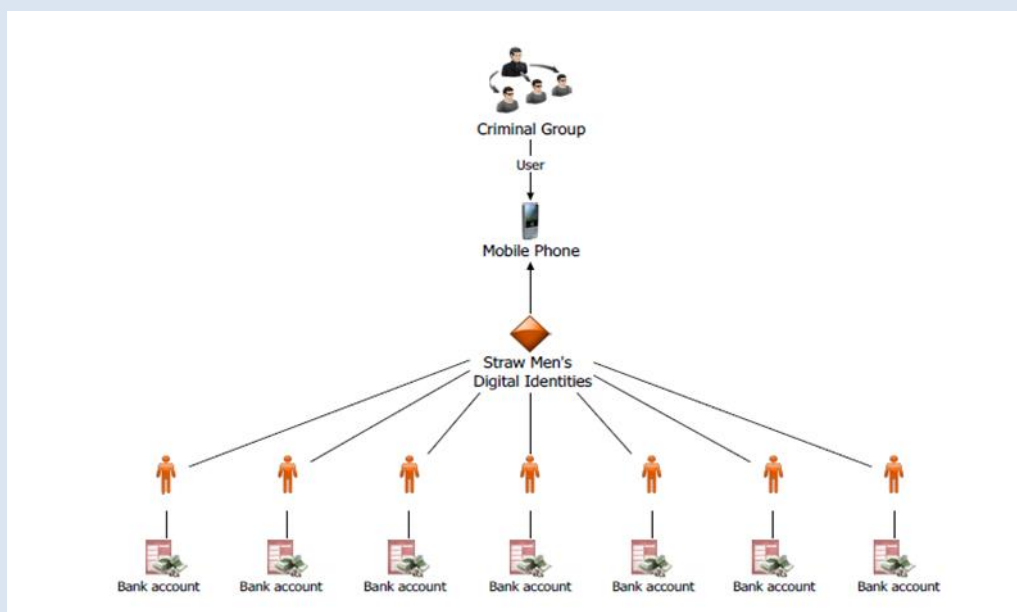 Criminal Group
User
Mobile Phone
Straw Men's
Digital Identities
Bank account Bank account Bank account Bank account Bank account Bank account Bank account